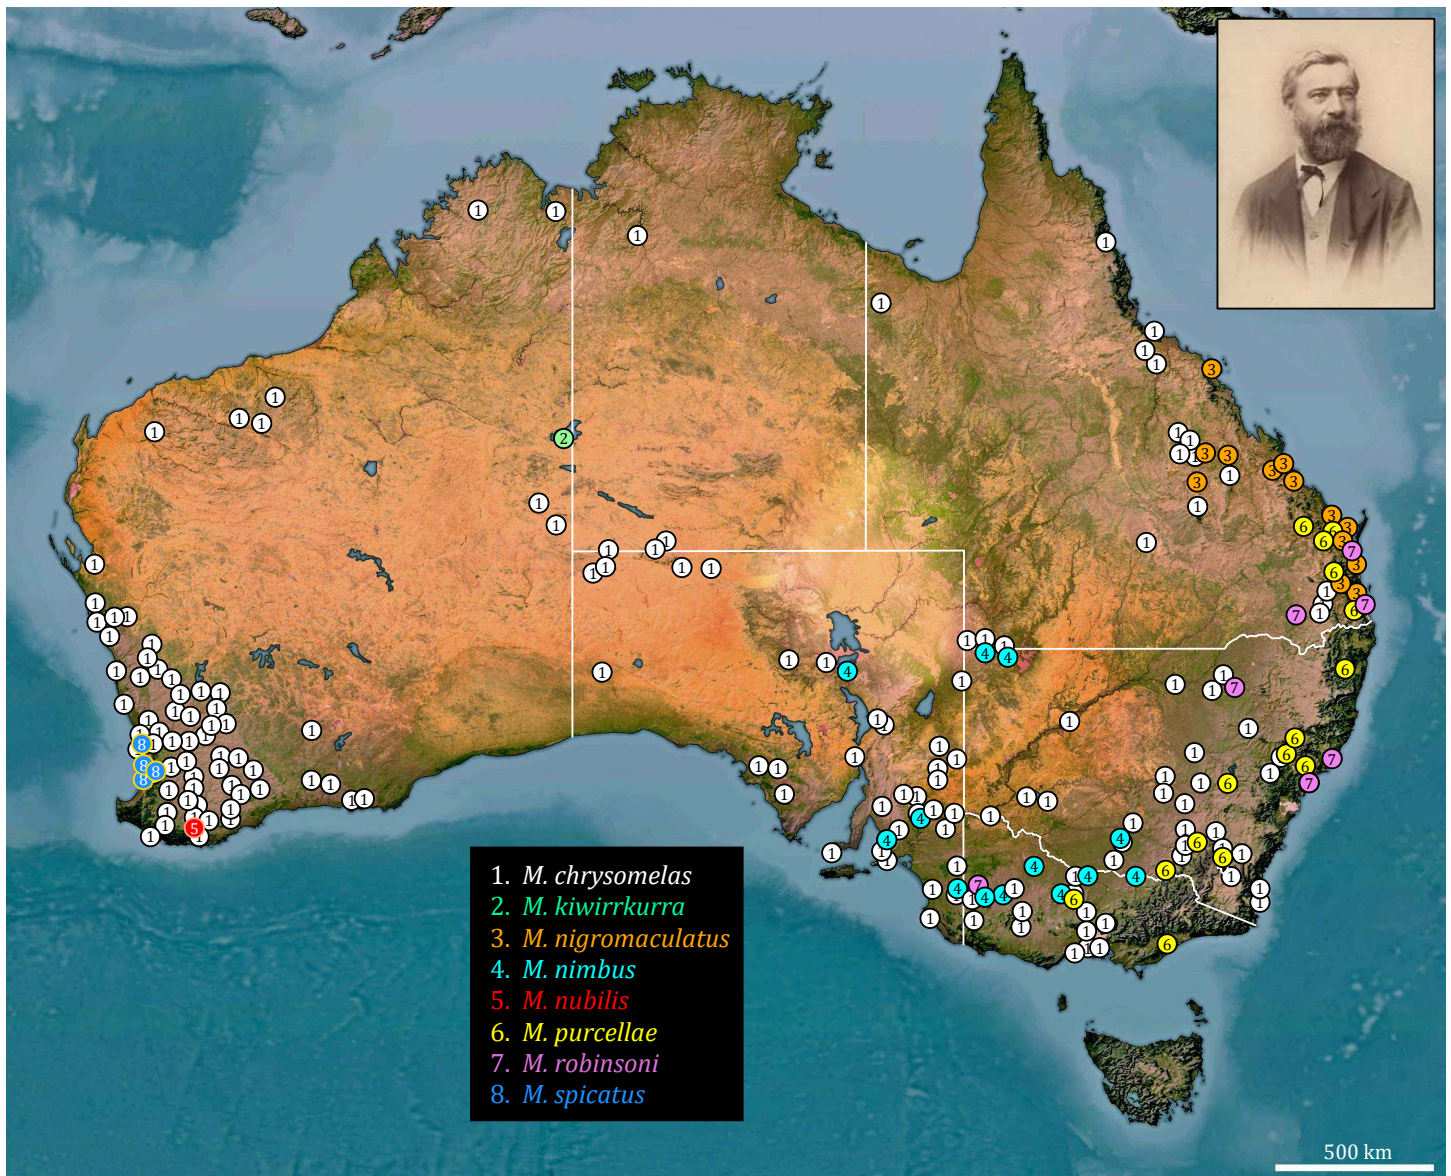 1. M. chrysomelas
2. M. kiwirrkurra
3. M. nigromaculatus
4. M. nimbus
5. M. nubilis
6. M. purcellae
7. M. robinsoni
8. M. spicatus
500 km